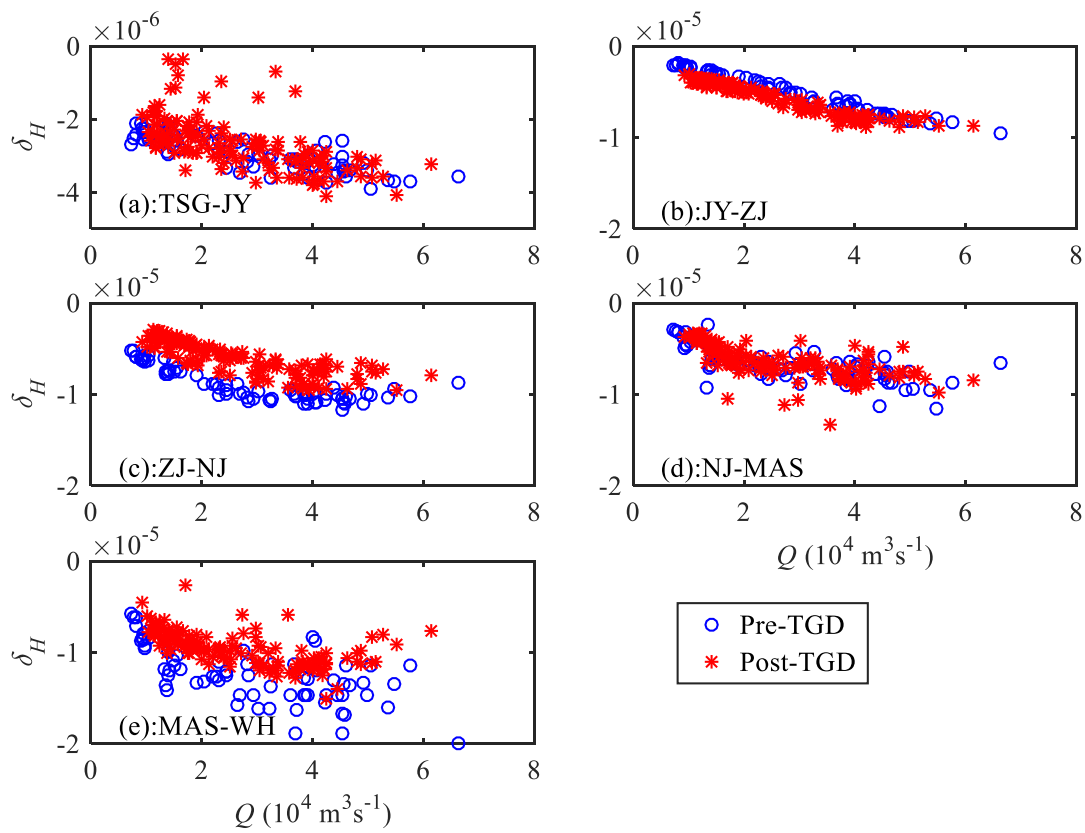 ×10⁻⁶
0
-2
-4
δ_H
(a):TSG-JY
0 2 4 6 8
×10⁻⁵
0
-1
-2
(b):JY-ZJ
0 2 4 6 8
×10⁻⁵
0
-1
-2
δ_H
(c):ZJ-NJ
0 2 4 6 8
×10⁻⁵
0
-1
-2
(d):NJ-MAS
0 2 4 6 8
Q (10⁴ m³s⁻¹)
×10⁻⁵
0
-1
-2
δ_H
(e):MAS-WH
0 2 4 6 8
Q (10⁴ m³s⁻¹)
Pre-TGD
Post-TGD